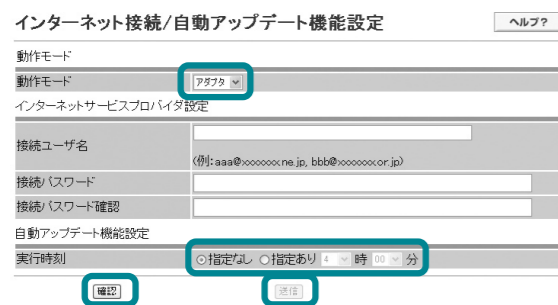 インターネット接続/自動アップデート機能設定
ヘルプ?
動作モード
動作モード アダプタ
インターネットサービスプロバイダ設定
接続ユーザ名
(例:aaa@xxxxxx.ne.jp, bbb@xxxxxx.or.jp)
接続パスワード
接続パスワード確認
自動アップデート機能設定
実行時刻 指定なし 指定あり 4 時 00 分
確認 送信